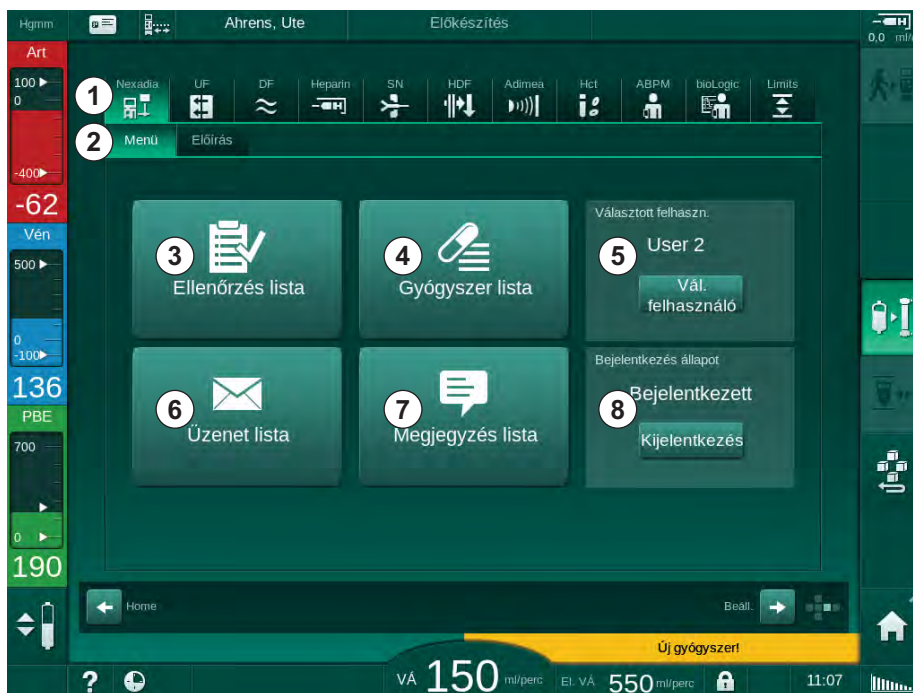 Hgmm
Ahrens, Ute
Előkészítés
0,0 ml/
Art
100
0
-400
-62
Vén
500
0
-100
136
PBE
700
0
190
1
Nexadia UF DF Heparin SN HDF Adimea Hct ABPM bioLogic Limits
2
Menü Előírás
3
Ellenőrzés lista
4
Gyógyszer lista
Választott felhaszn.
5
User 2
Vál.
felhasználó
6
Üzenet lista
7
Megjegyzés lista
Bejelentkezés állapot
8
Bejelentkezett
Kijelentkezés
Home
Beáll.
Új gyógyszer!
? VÁ 150 ml/perc El. VÁ 550 ml/perc 11:07